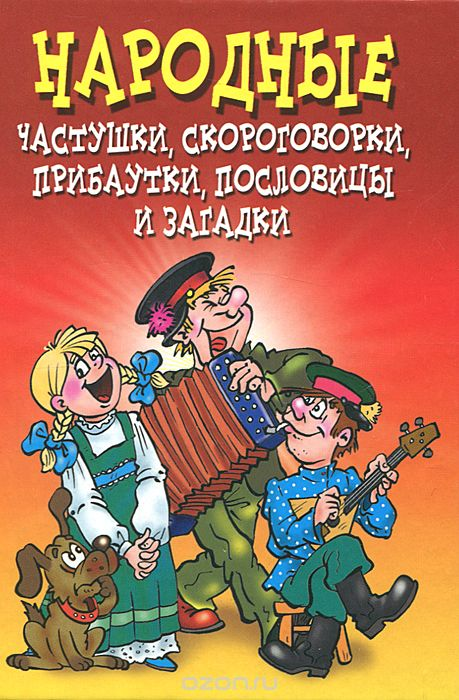 НАРОДНЫЕ
ЧАСТУШКИ, СКОРОГОВОРКИ,
ПРИБАУТКИ, ПОСЛОВИЦЫ
И ЗАГАДКИ
ozon.ru